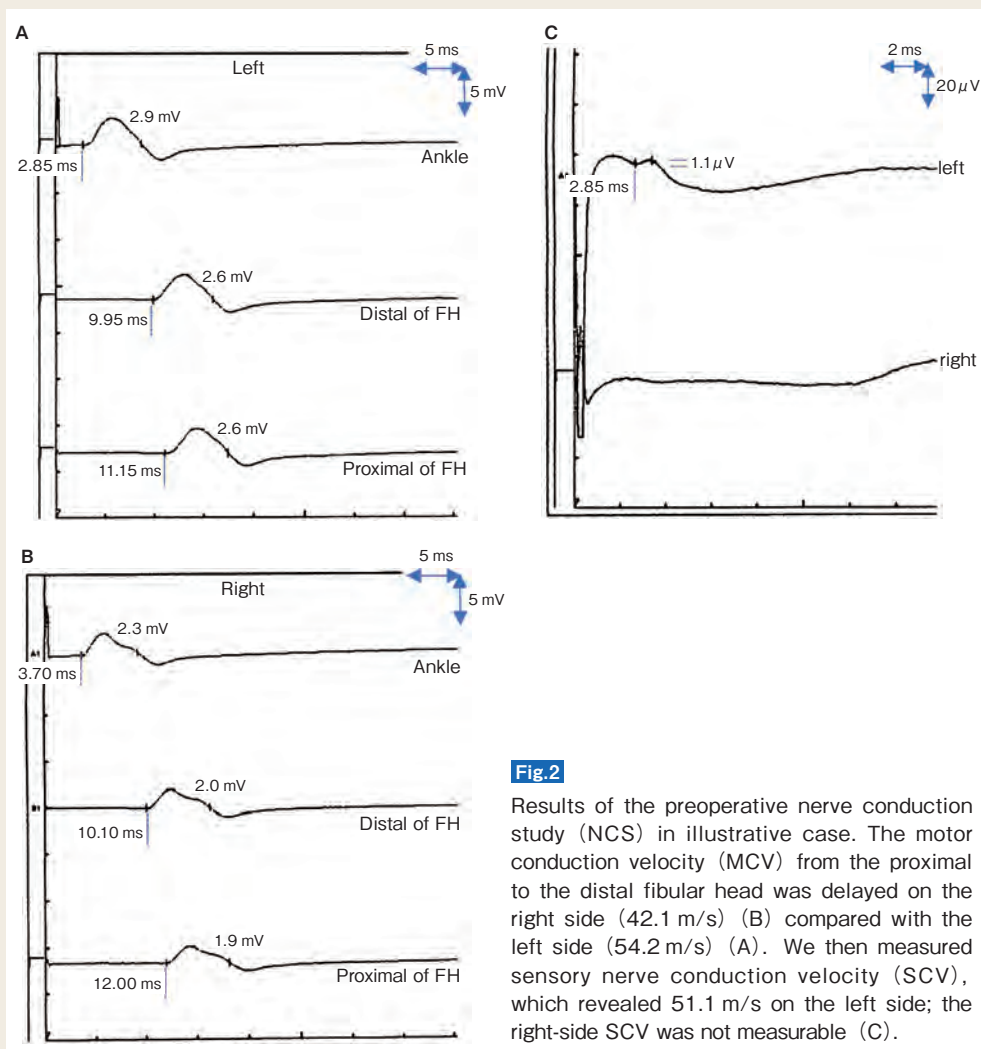 A
Left
5 ms
5 mV
2.9 mV
Ankle
2.85 ms
2.6 mV
Distal of FH
9.95 ms
2.6 mV
Proximal of FH
11.15 ms
B
Right
5 ms
5 mV
2.3 mV
A1
Ankle
3.70 ms
2.0 mV
B1
Distal of FH
10.10 ms
1.9 mV
Proximal of FH
12.00 ms
C
2 ms
20 μV
1.1 μV
left
2.85 ms
right
Fig.2
Results of the preoperative nerve conduction
study (NCS) in illustrative case. The motor
conduction velocity (MCV) from the proximal
to the distal fibular head was delayed on the
right side (42.1 m/s) (B) compared with the
left side (54.2 m/s) (A). We then measured
sensory nerve conduction velocity (SCV),
which revealed 51.1 m/s on the left side; the
right-side SCV was not measurable (C).